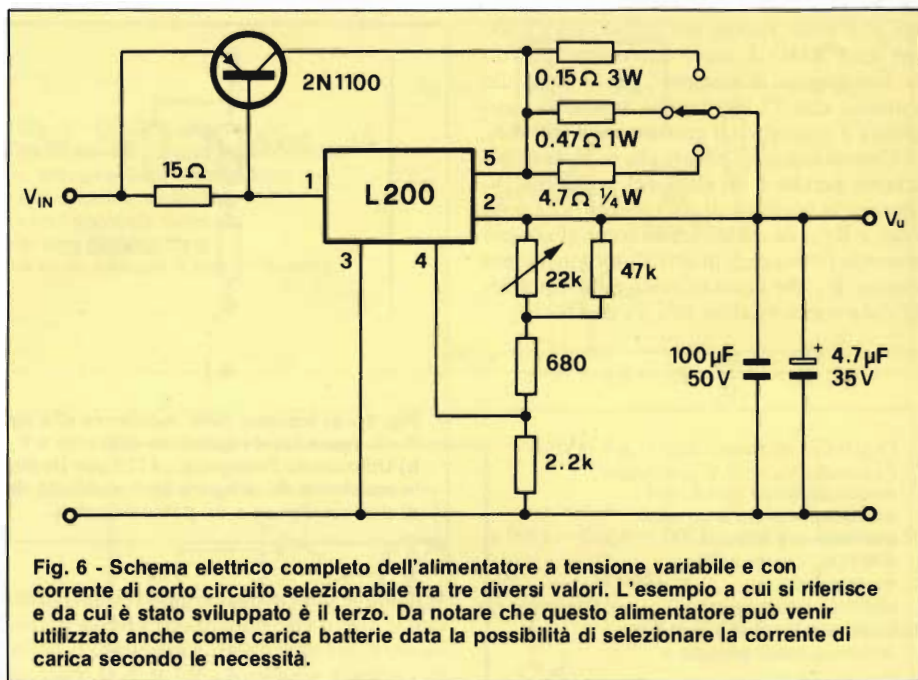 2N1100
0.15Ω 3W
0.47Ω 1W
15Ω
VIN
1
L200
5
4.7Ω ¼W
2
Vu
3
4
22k
47k
680
100µF
50V
+
4.7µF
35V
2.2k
Fig. 6 - Schema elettrico completo dell'alimentatore a tensione variabile e con
corrente di corto circuito selezionabile fra tre diversi valori. L'esempio a cui si riferisce
e da cui è stato sviluppato è il terzo. Da notare che questo alimentatore può venir
utilizzato anche come carica batterie data la possibilità di selezionare la corrente di
carica secondo le necessità.